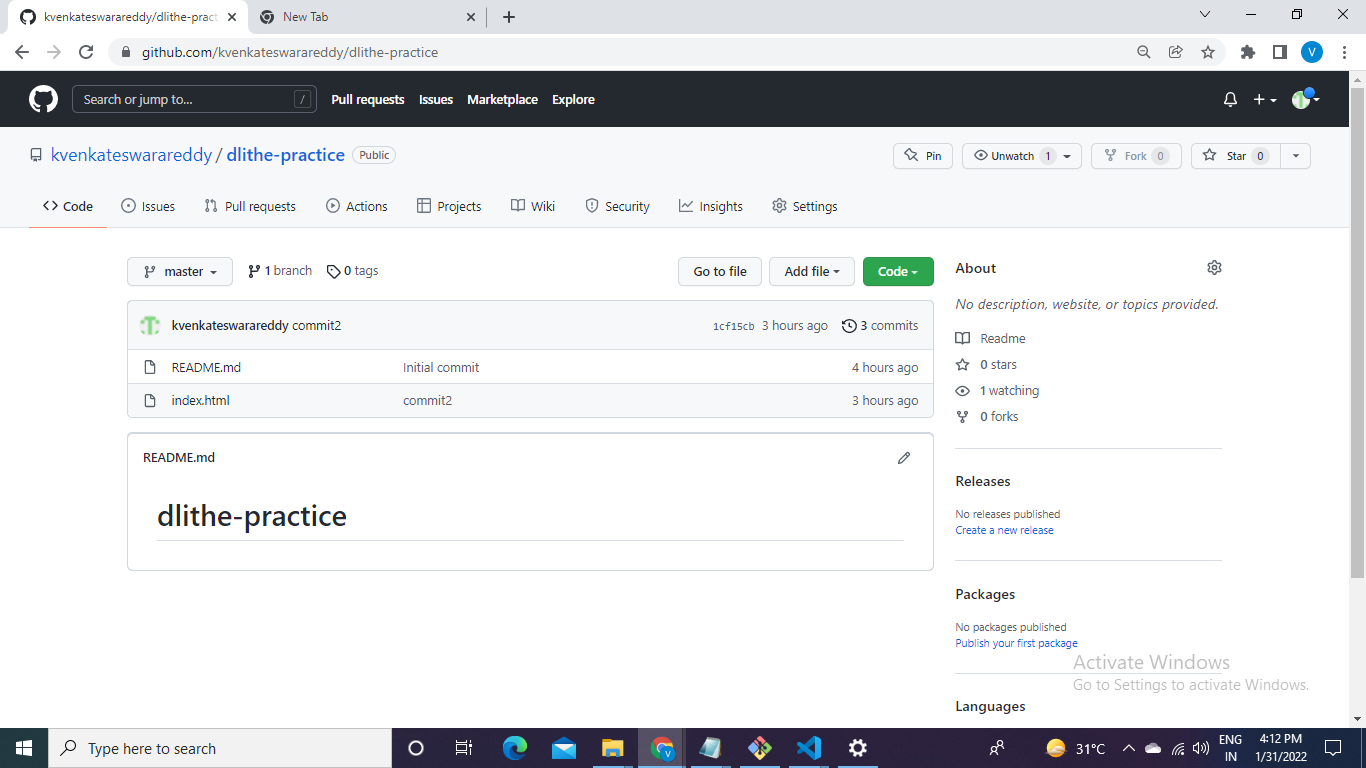 kvenkateswarareddy/dlithe-pract
New Tab
github.com/kvenkateswarareddy/dlithe-practice
V
Search or jump to... /
Pull requests Issues Marketplace Explore
kvenkateswarareddy / dlithe-practice Public
Pin Unwatch 1 Fork 0 Star 0
Code Issues Pull requests Actions Projects Wiki Security Insights Settings
master 1 branch 0 tags Go to file Add file Code
kvenkateswarareddy commit2 1cf15cb 3 hours ago 3 commits
README.md Initial commit 4 hours ago
index.html commit2 3 hours ago
README.md
dlithe-practice
About
No description, website, or topics provided.
Readme
0 stars
1 watching
0 forks
Releases
No releases published
Create a new release
Packages
No packages published
Publish your first package
Activate Windows
Go to Settings to activate Windows.
Languages
Type here to search
V
31°C
ENG
IN
4:12 PM
1/31/2022